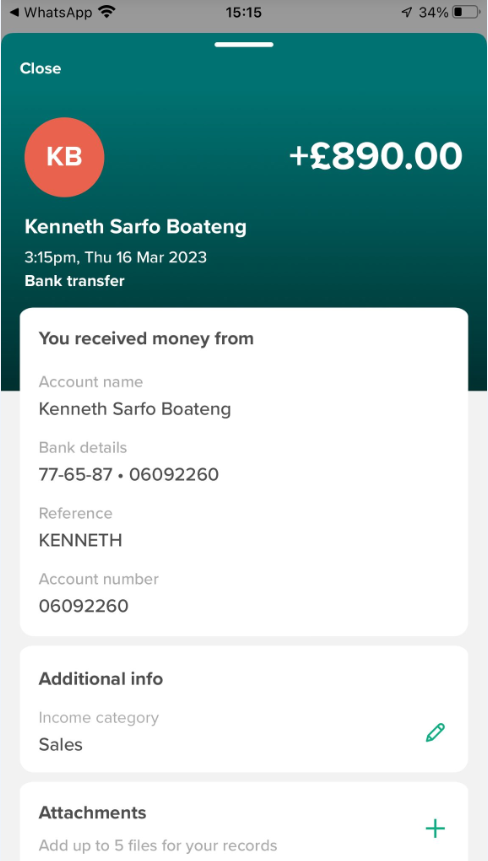 WhatsApp 15:15 34%
Close
KB +£890.00
Kenneth Sarfo Boateng
3:15pm, Thu 16 Mar 2023
Bank transfer
You received money from
Account name
Kenneth Sarfo Boateng
Bank details
77-65-87 • 06092260
Reference
KENNETH
Account number
06092260
Additional info
Income category
Sales
Attachments
Add up to 5 files for your records